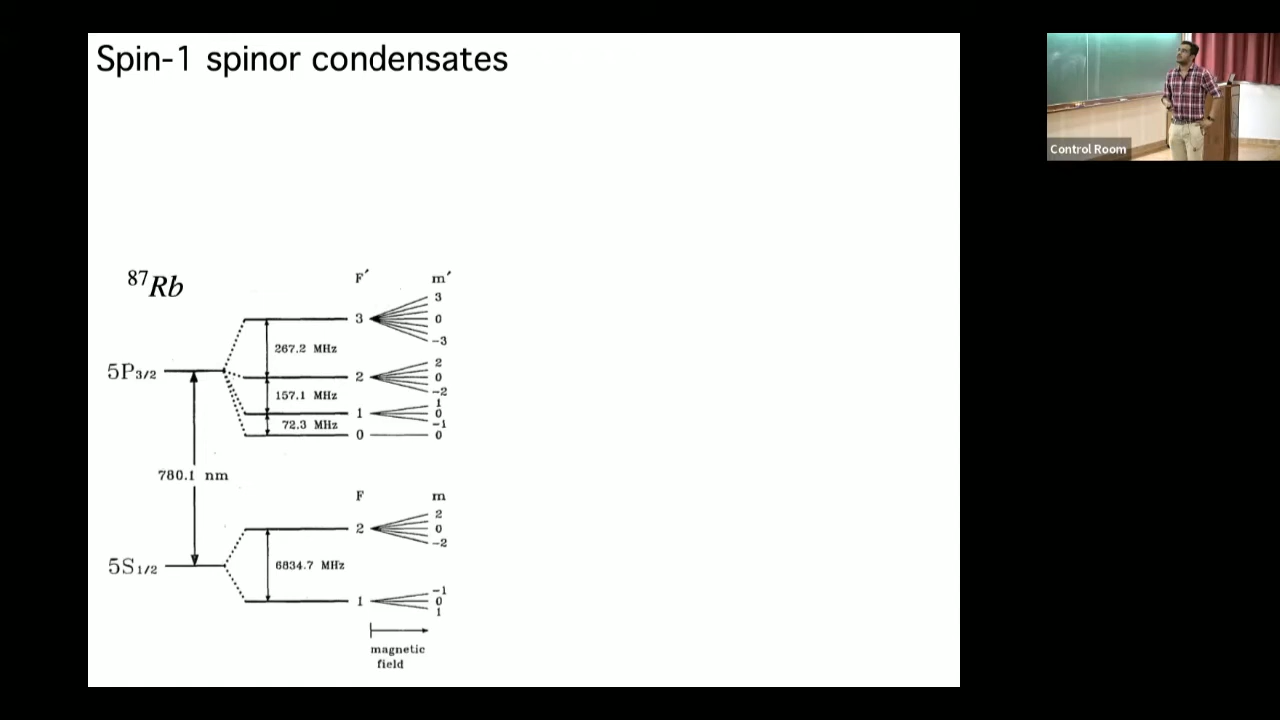 Spin-1 spinor condensates
Control Room
87Rb
F′ m′
3
3 0
267.2 MHz
-3
5P3/2
2
2 0
157.1 MHz
-2
1
1 0
72.3 MHz
-1
0 0
780.1 nm
F m
2
2 0
-2
5S1/2
6834.7 MHz
-1
1 0
1
magnetic
field